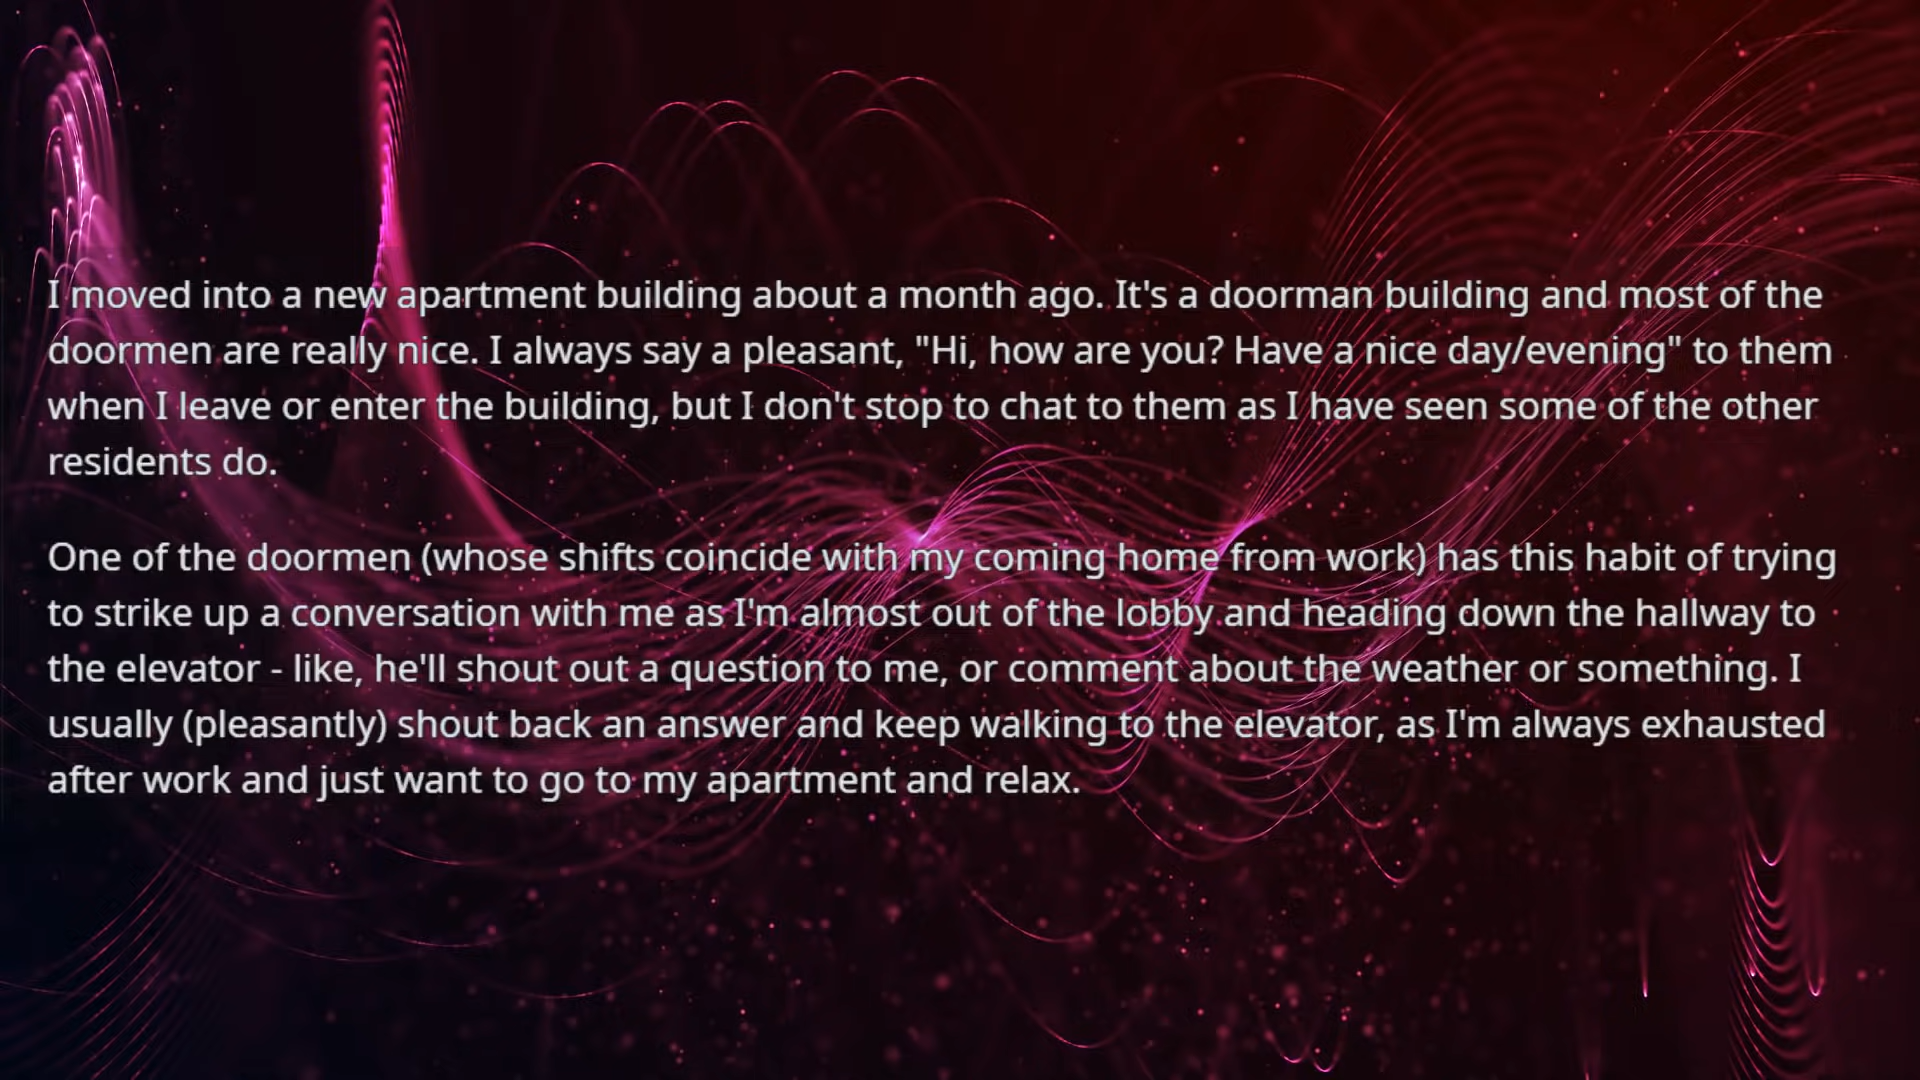 I moved into a new apartment building about a month ago. It's a doorman building and most of the
doormen are really nice. I always say a pleasant, "Hi, how are you? Have a nice day/evening" to them
when I leave or enter the building, but I don't stop to chat to them as I have seen some of the other
residents do.
One of the doormen (whose shifts coincide with my coming home from work) has this habit of trying
to strike up a conversation with me as I'm almost out of the lobby and heading down the hallway to
the elevator - like, he'll shout out a question to me, or comment about the weather or something. I
usually (pleasantly) shout back an answer and keep walking to the elevator, as I'm always exhausted
after work and just want to go to my apartment and relax.